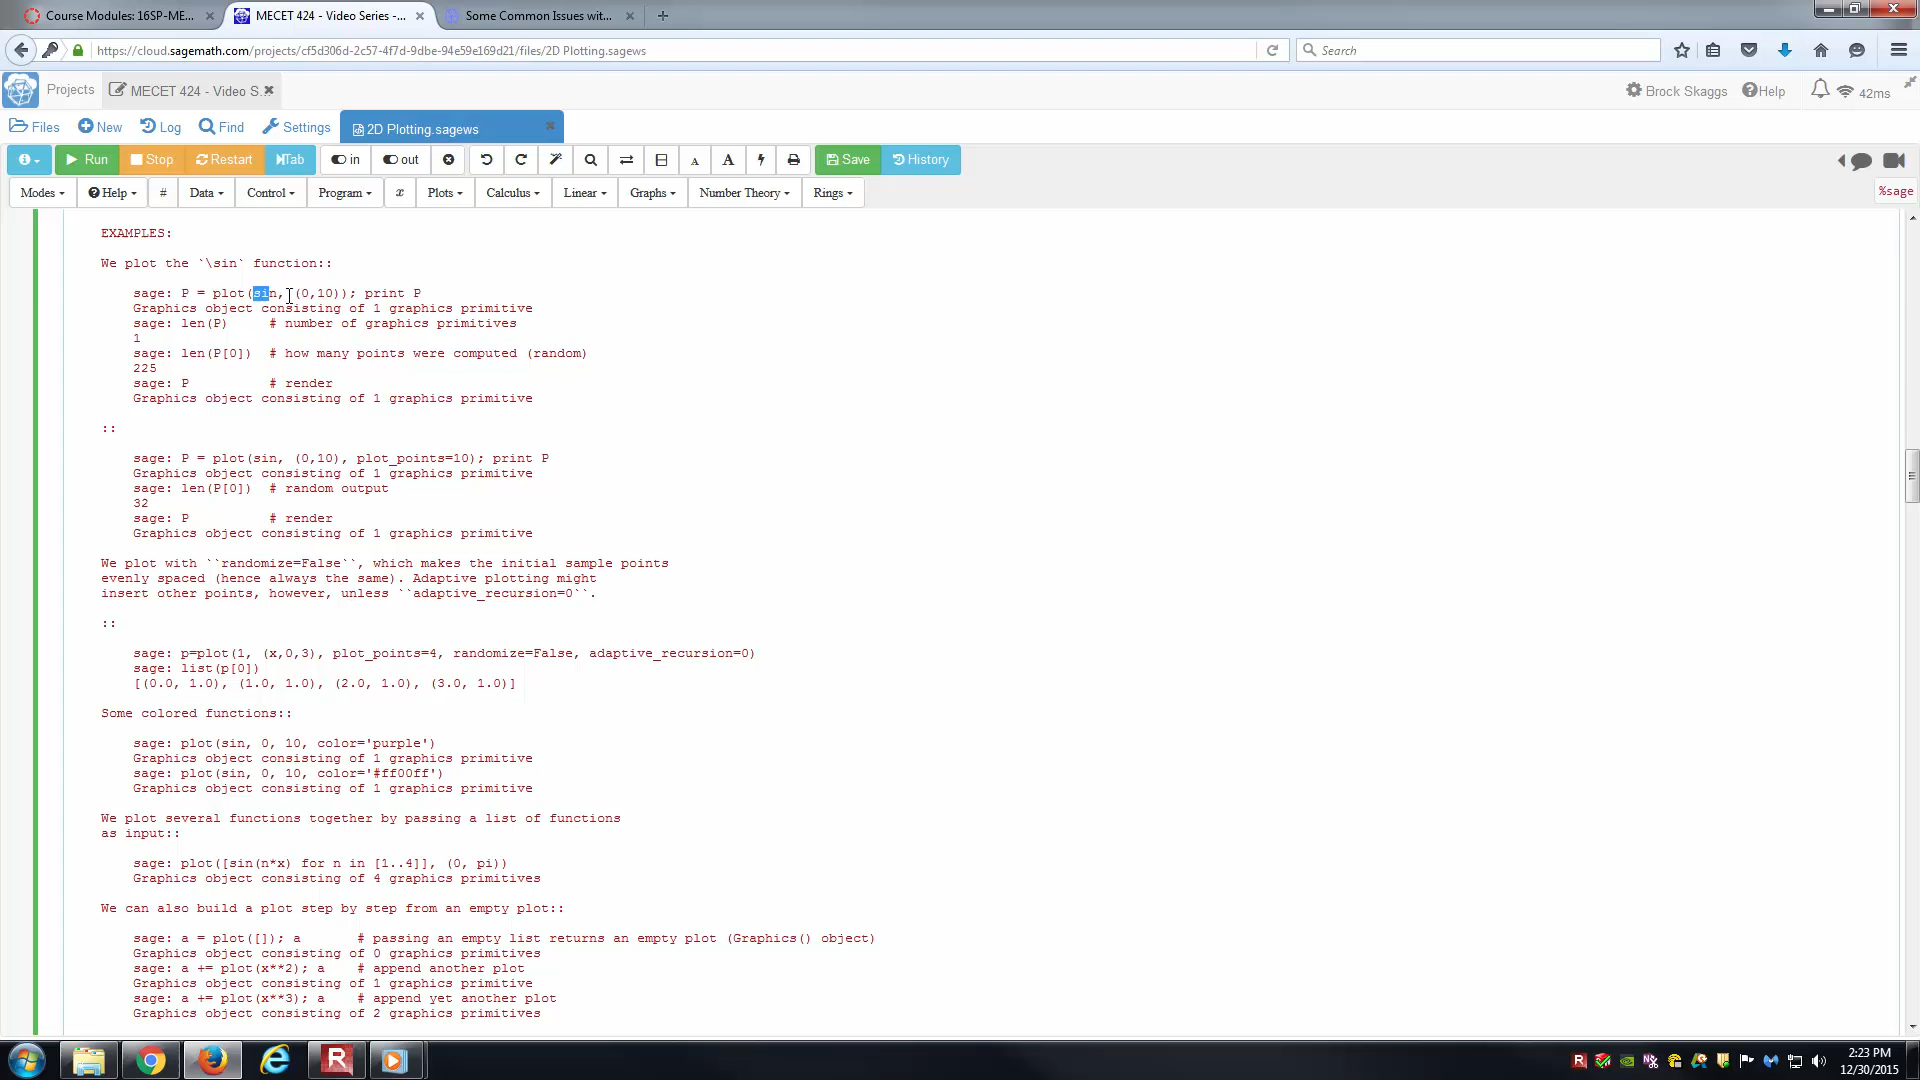 Course Modules: 16SP-ME...
MECET 424 - Video Series -...
Some Common Issues wit...
https://cloud.sagemath.com/projects/cf5d306d-2c57-4f7d-9dbe-94e59e169d21/files/2D Plotting.sagews
Search
Projects
MECET 424 - Video S...
Brock Skaggs
Help
42ms
Files
New
Log
Find
Settings
2D Plotting.sagews
Run
Stop
Restart
Tab
in
out
A
A
Save
History
Modes
Help
#
Data
Control
Program
x
Plots
Calculus
Linear
Graphs
Number Theory
Rings
%sage
EXAMPLES:
We plot the `\sin` function::
sage: P = plot(sin, (0,10)); print P
Graphics object consisting of 1 graphics primitive
sage: len(P)     # number of graphics primitives
1
sage: len(P[0])  # how many points were computed (random)
225
sage: P          # render
Graphics object consisting of 1 graphics primitive
::
sage: P = plot(sin, (0,10), plot_points=10); print P
Graphics object consisting of 1 graphics primitive
sage: len(P[0])  # random output
32
sage: P          # render
Graphics object consisting of 1 graphics primitive
We plot with ``randomize=False``, which makes the initial sample points
evenly spaced (hence always the same). Adaptive plotting might
insert other points, however, unless ``adaptive_recursion=0``.
::
sage: p=plot(1, (x,0,3), plot_points=4, randomize=False, adaptive_recursion=0)
sage: list(p[0])
[(0.0, 1.0), (1.0, 1.0), (2.0, 1.0), (3.0, 1.0)]
Some colored functions::
sage: plot(sin, 0, 10, color='purple')
Graphics object consisting of 1 graphics primitive
sage: plot(sin, 0, 10, color='#ff00ff')
Graphics object consisting of 1 graphics primitive
We plot several functions together by passing a list of functions
as input::
sage: plot([sin(n*x) for n in [1..4]], (0, pi))
Graphics object consisting of 4 graphics primitives
We can also build a plot step by step from an empty plot::
sage: a = plot([]); a       # passing an empty list returns an empty plot (Graphics() object)
Graphics object consisting of 0 graphics primitives
sage: a += plot(x**2); a    # append another plot
Graphics object consisting of 1 graphics primitive
sage: a += plot(x**3); a    # append yet another plot
Graphics object consisting of 2 graphics primitives
2:23 PM
12/30/2015